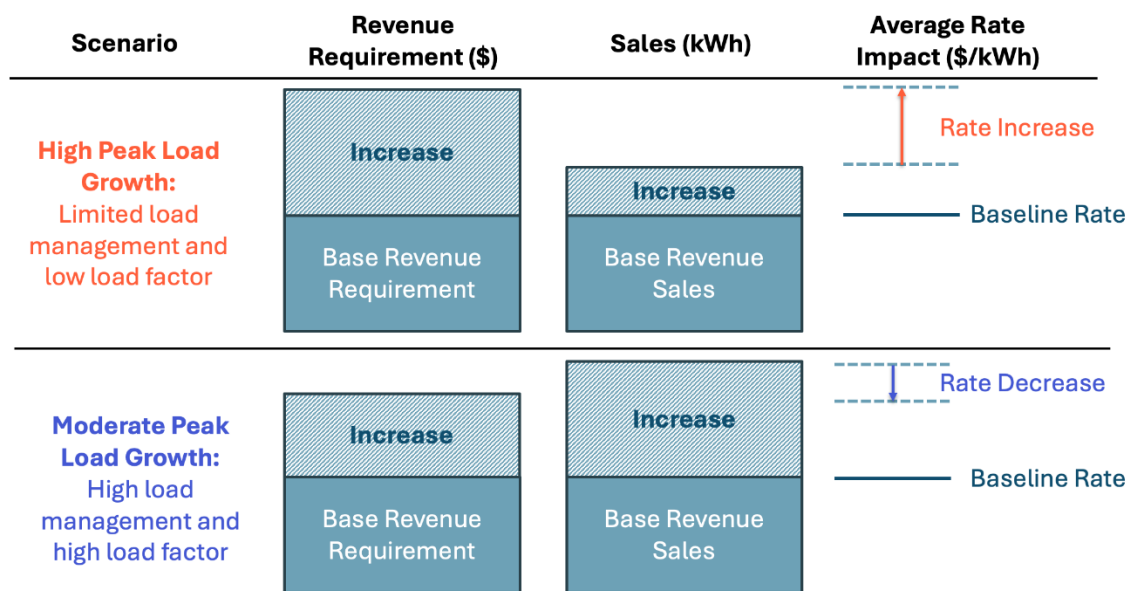 Scenario
Revenue
Requirement ($)
Sales (kWh)
Average Rate
Impact ($/kWh)
High Peak Load
Growth:
Limited load
management and
low load factor
Increase
Base Revenue
Requirement
Increase
Base Revenue
Sales
Rate Increase
Baseline Rate
Moderate Peak
Load Growth:
High load
management and
high load factor
Increase
Base Revenue
Requirement
Increase
Base Revenue
Sales
Rate Decrease
Baseline Rate